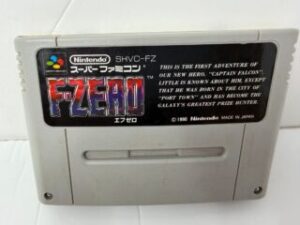 Nintendo SHVC-FZ
スーパーファミコン
F-ZERO TM
エフゼロ
THIS IS THE FIRST ADVENTURE OF
OUR NEW HERO, "CAPTAIN FALCON".
LITTLE IS KNOWN ABOUT HIM, EXCEPT
THAT HE WAS BORN IN THE CITY OF
"PORT TOWN" AND HAS BECOME THE
GALAXY'S GREATEST PRIZE HUNTER.
© 1990 Nintendo MADE IN JAPAN